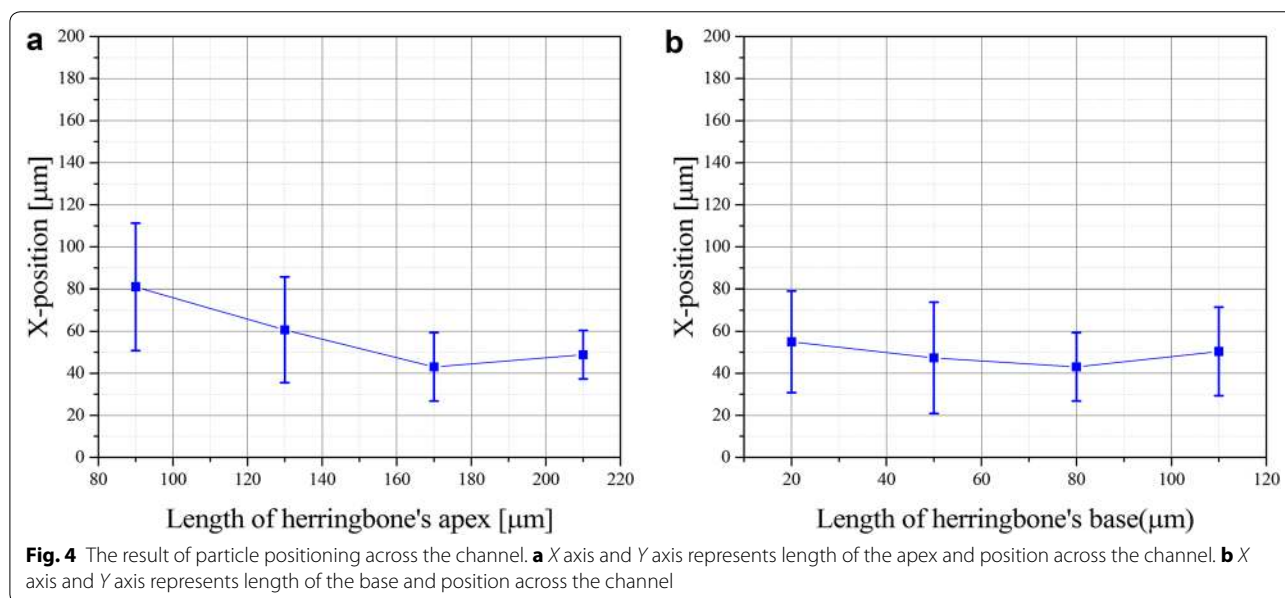 a
200
180
160
140
120
100
80
60
40
20
0
X-position [μm]
80 100 120 140 160 180 200 220
Length of herringbone's apex [μm]
b
200
180
160
140
120
100
80
60
40
20
0
X-position [μm]
20 40 60 80 100 120
Length of herringbone's base(μm)
Fig. 4 The result of particle positioning across the channel. a X axis and Y axis represents length of the apex and position across the channel. b X
axis and Y axis represents length of the base and position across the channel